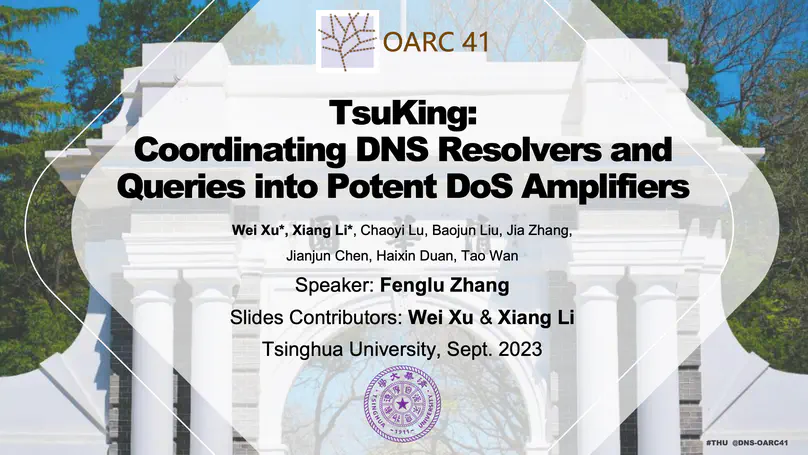 OARC 41
TsuKing:
Coordinating DNS Resolvers and
Queries into Potent DoS Amplifiers
Wei Xu*, Xiang Li*, Chaoyi Lu, Baojun Liu, Jia Zhang,
Jianjun Chen, Haixin Duan, Tao Wan
Speaker: Fenglu Zhang
Slides Contributors: Wei Xu & Xiang Li
Tsinghua University, Sept. 2023
TSINGHUA UNIVERSITY
#THU @DNS-OARC41